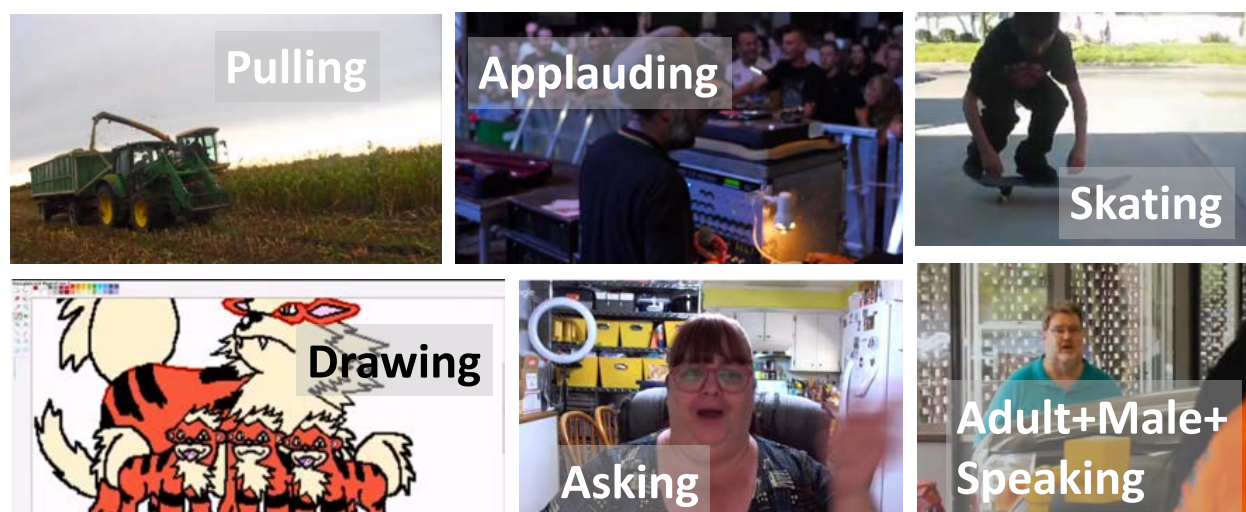 Pulling
Applauding
Skating
Drawing
Asking
Adult+Male+
Speaking